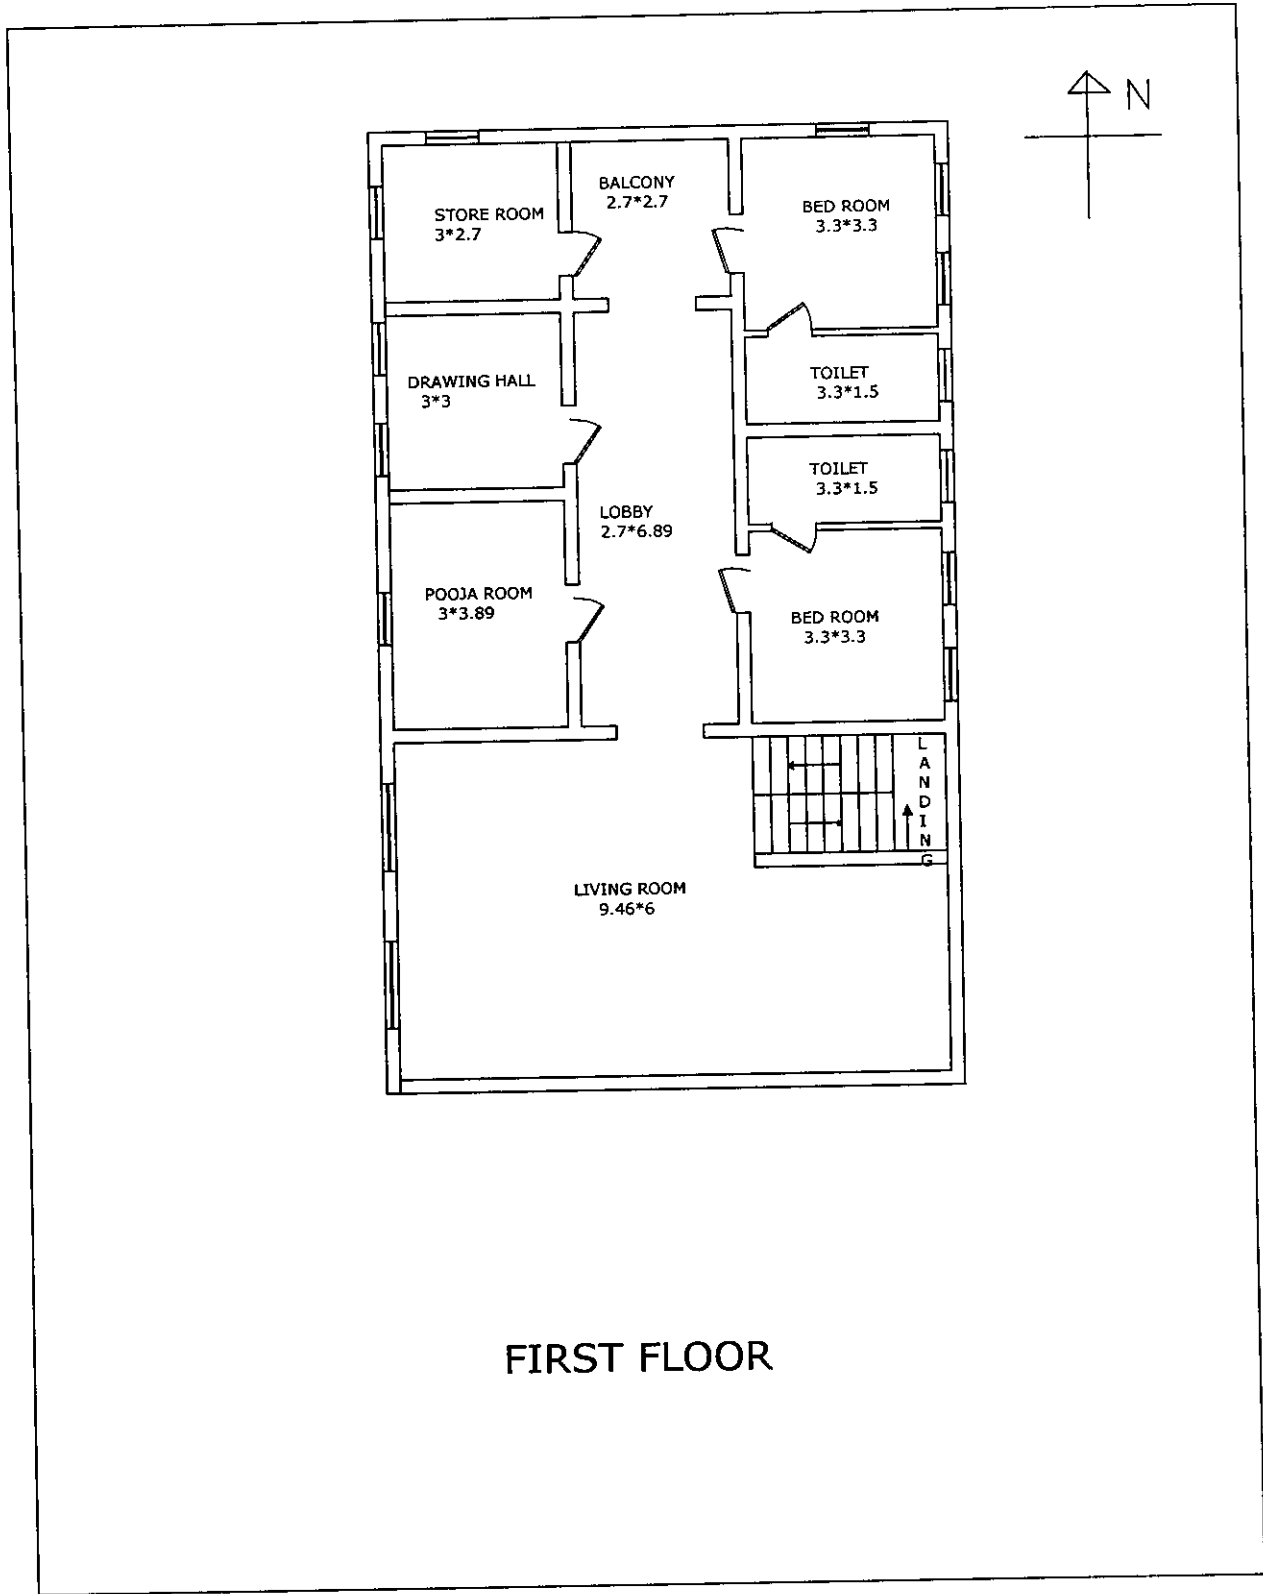 N
BALCONY
2.7*2.7
STORE ROOM
3*2.7
BED ROOM
3.3*3.3
DRAWING HALL
3*3
TOILET
3.3*1.5
TOILET
3.3*1.5
LOBBY
2.7*6.89
POOJA ROOM
3*3.89
BED ROOM
3.3*3.3
LANDING
LIVING ROOM
9.46*6
FIRST FLOOR